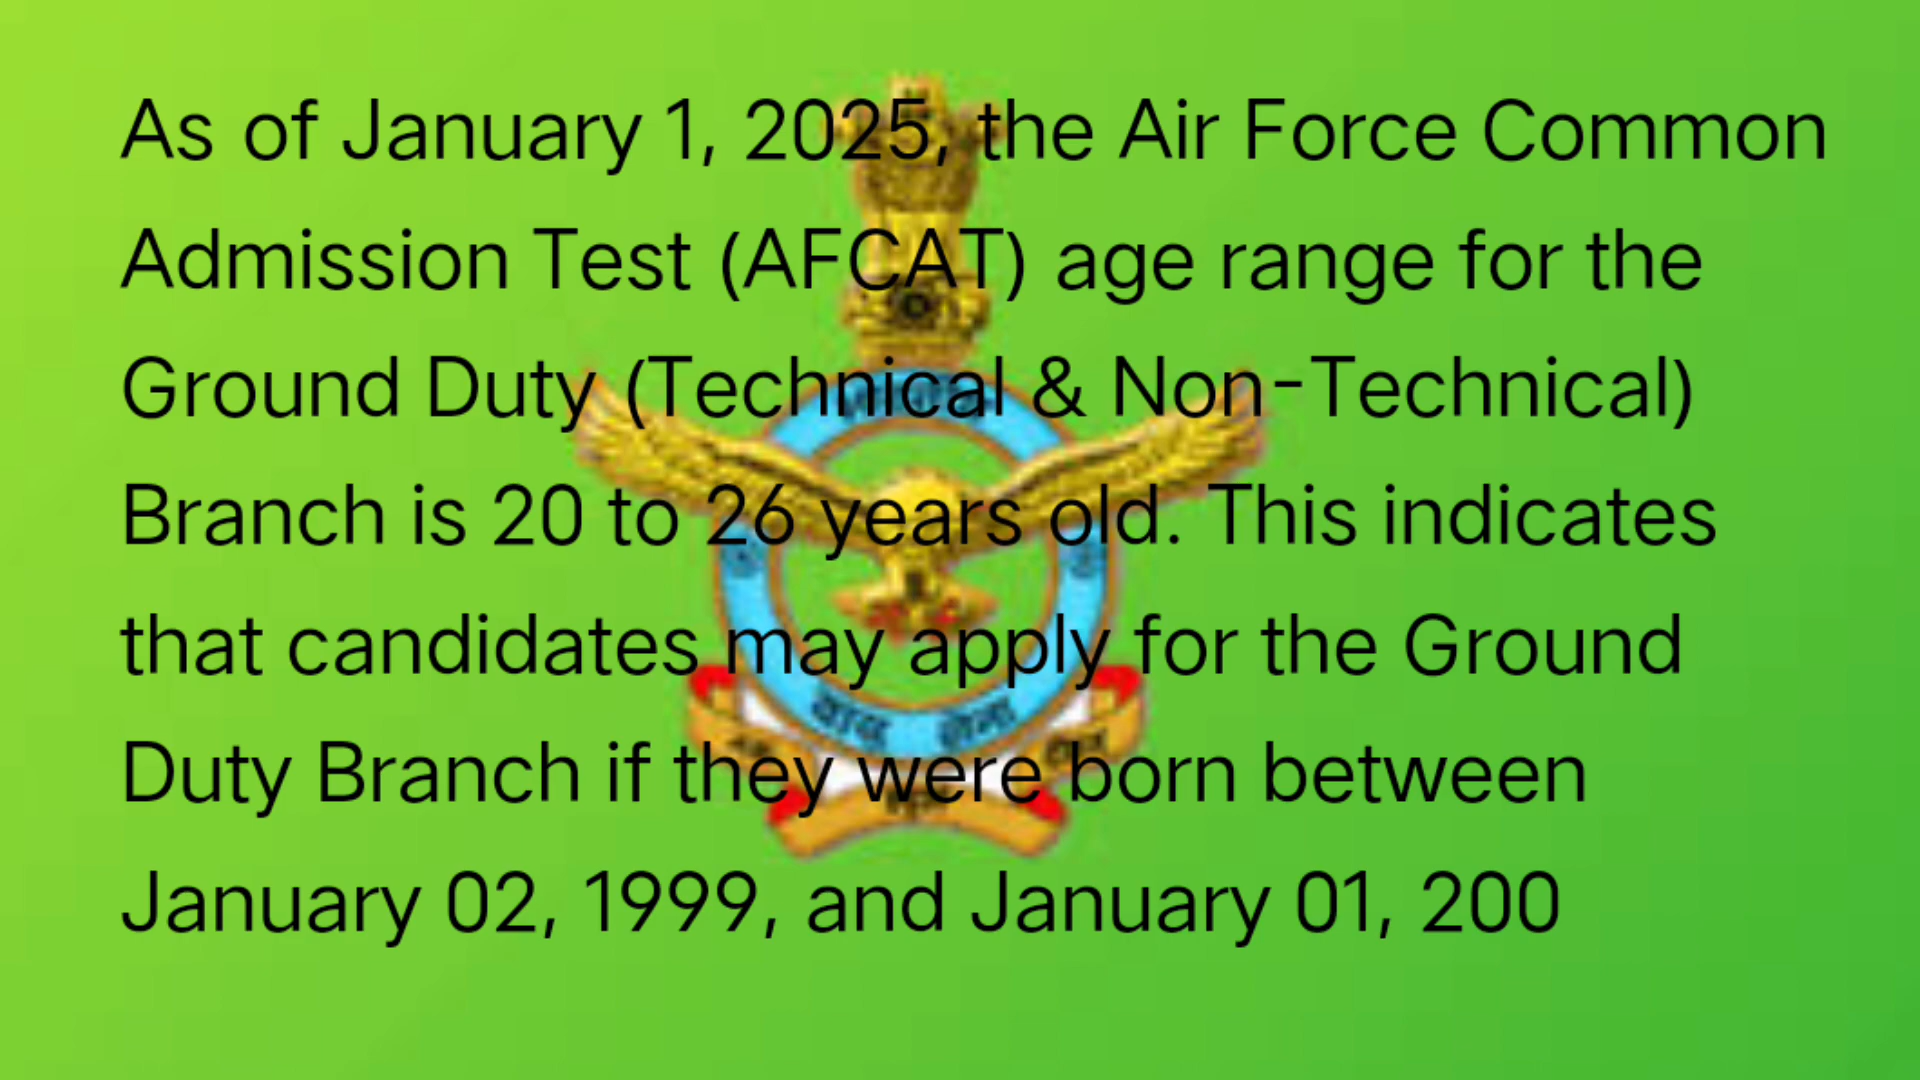 As of January 1, 2025, the Air Force Common
Admission Test (AFCAT) age range for the
Ground Duty (Technical & Non-Technical)
Branch is 20 to 26 years old. This indicates
that candidates may apply for the Ground
Duty Branch if they were born between
January 02, 1999, and January 01, 200